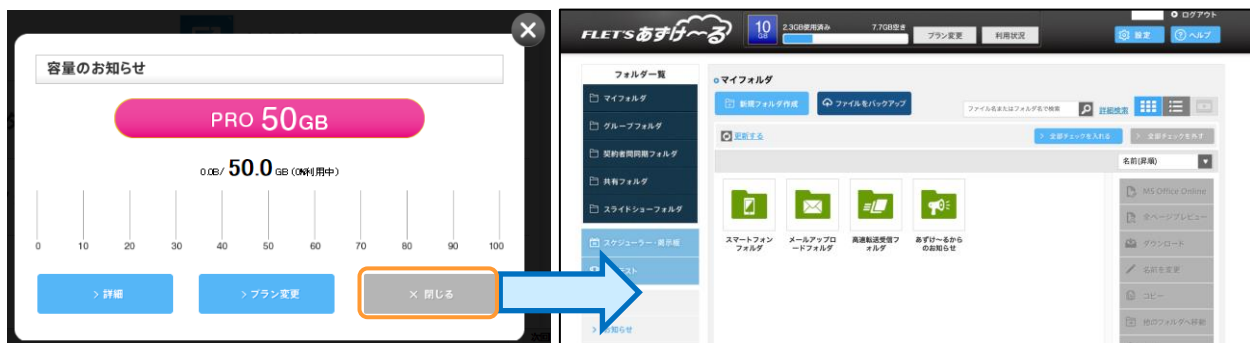 容量のお知らせ
PRO 50GB
0.0B/ 50.0 GB (0%利用中)
0 10 20 30 40 50 60 70 80 90 100
> 詳細
> プラン変更
× 閉じる
FLET'S あずけ～る
10 GB
2.3GB使用済み 7.7GB空き
プラン変更
利用状況
ログアウト
設定
ヘルプ
フォルダ一覧
マイフォルダ
グループフォルダ
契約者間同期フォルダ
共有フォルダ
スライドショーフォルダ
スケジューラー・掲示板
> お知らせ
マイフォルダ
新規フォルダ作成
ファイルをバックアップ
ファイル名またはフォルダ名で検索
詳細検索
更新する
> 全部チェックを入れる
> 全部チェックを外す
名前(昇順)
スマートフォン
フォルダ
メールアップロ
ードフォルダ
高速転送受信フ
ォルダ
あずけ～るから
のお知らせ
MS Office Online
全ページプレビュー
ダウンロード
名前を変更
コピー
他のフォルダへ移動